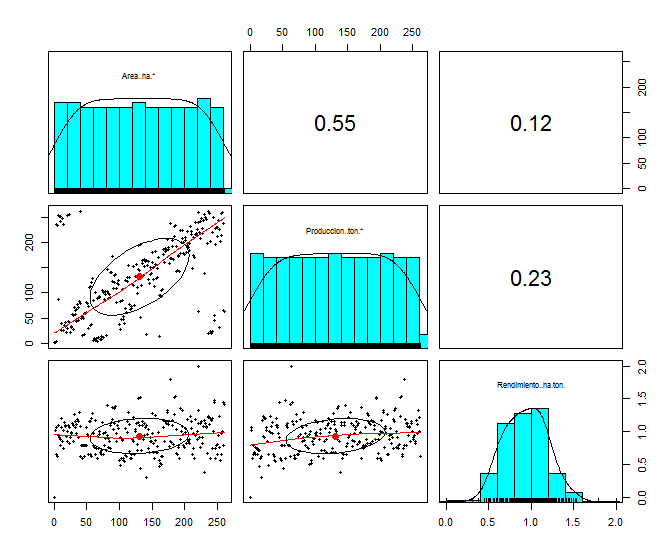 0 50 100 150 200 250
Area..ha.*
0.55
0.12
0 50 100 200
0 50 100 200
Produccion..ton.*
0.23
Rendimiento..ha.ton.
0.0 0.5 1.0 1.5 2.0
0 50 100 150 200 250
0.0 0.5 1.0 1.5 2.0